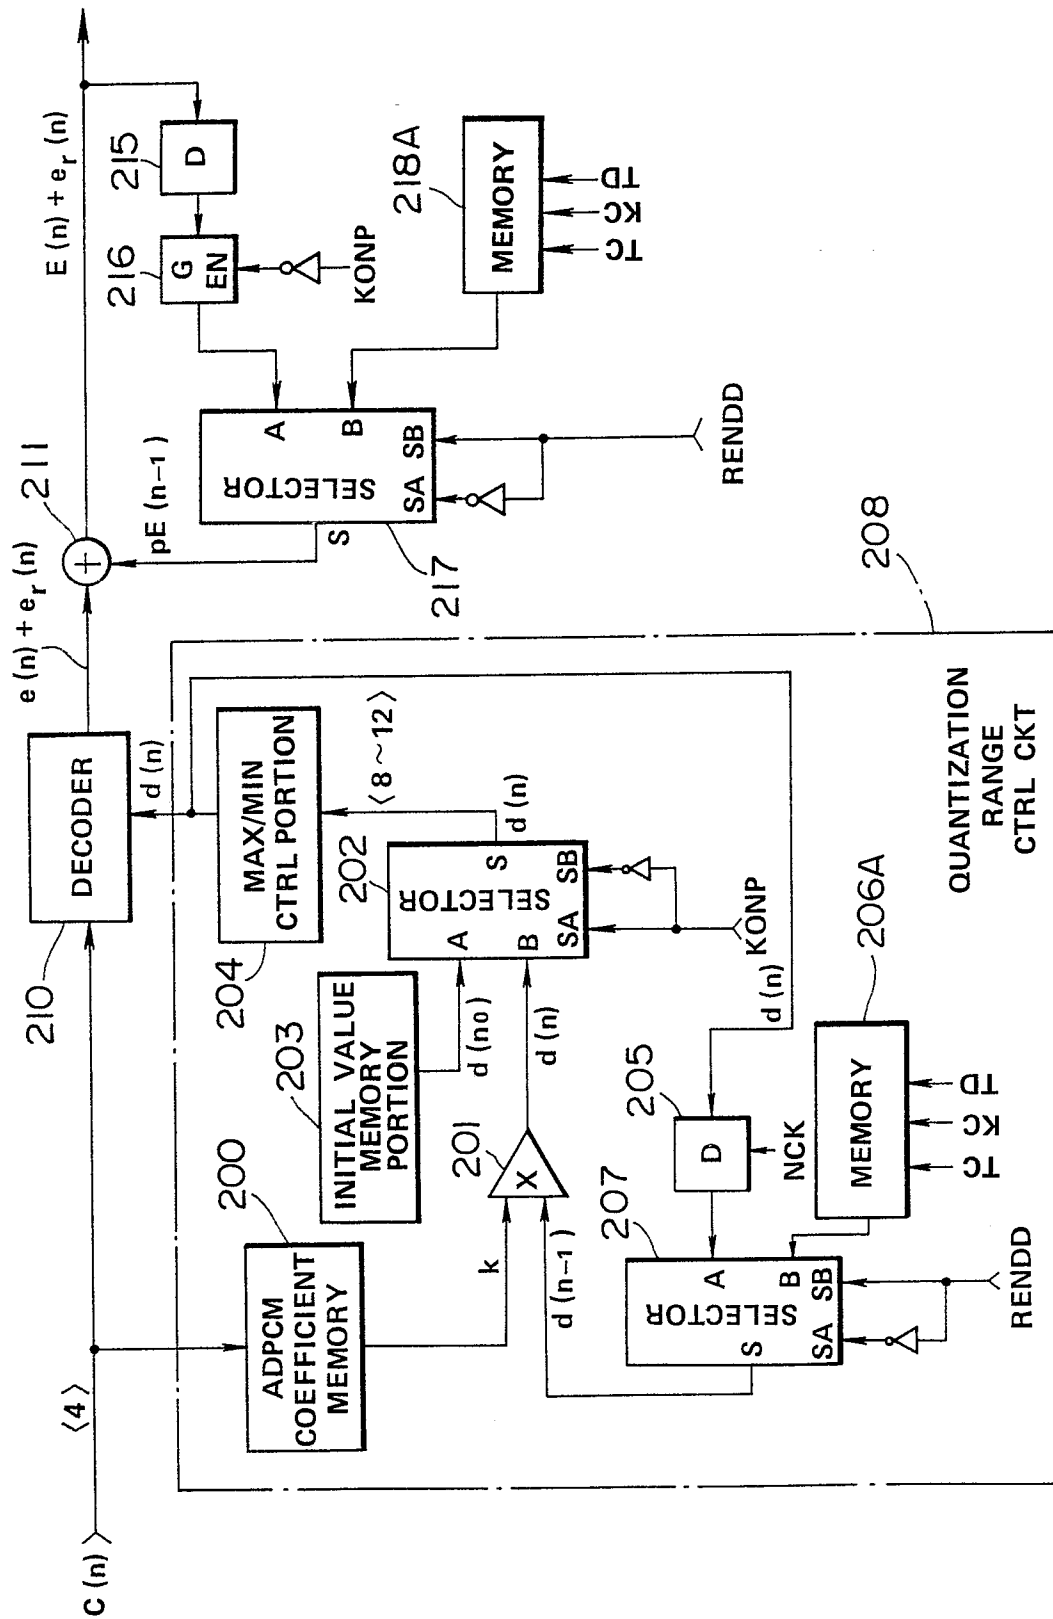 C (n)
⟨4⟩
210
DECODER
e (n) + e_r (n)
211
E (n) + e_r (n)
d (n)
pE (n−1)
215
D
216
G
EN
KONP
217
SELECTOR
S
A
B
SA
SB
RENDD
218A
MEMORY
TC
KC
TD
200
ADPCM
COEFFICIENT
MEMORY
k
203
INITIAL VALUE
MEMORY
PORTION
d (n0)
204
MAX/MIN
CTRL PORTION
⟨8~12⟩
d (n)
201
X
d (n)
d (n−1)
202
SELECTOR
A
B
S
SA
SB
KONP
d (n)
205
D
NCK
207
SELECTOR
S
A
B
SA
SB
RENDD
206A
MEMORY
TC
KC
TD
208
QUANTIZATION
RANGE
CTRL CKT